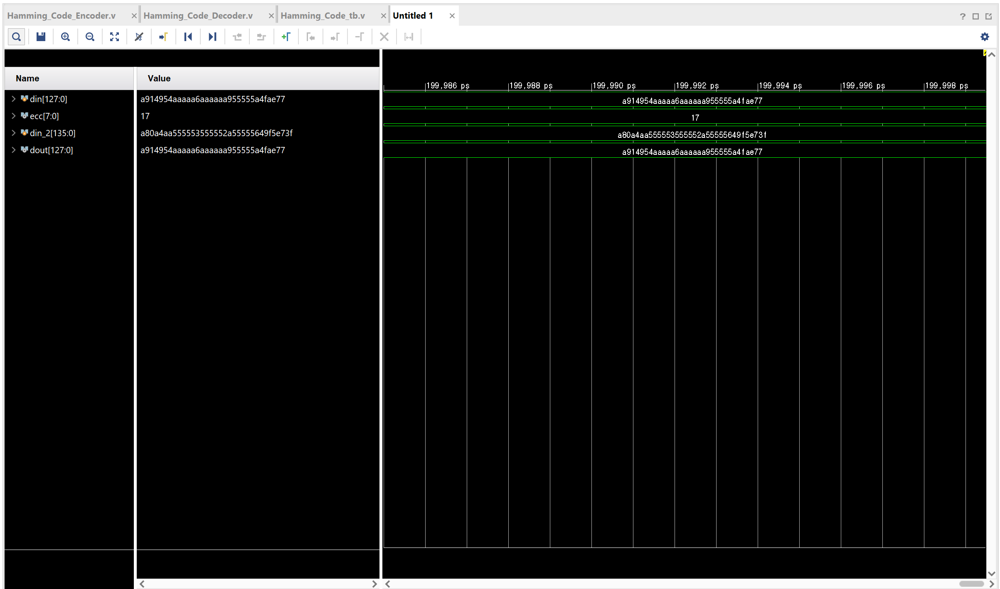 Hamming_Code_Encoder.v Hamming_Code_Decoder.v Hamming_Code_tb.v Untitled 1
Name Value
199,986 ps 199,988 ps 199,990 ps 199,992 ps 199,994 ps 199,996 ps 199,998 ps
din[127:0] a914954aaaaa6aaaaaa955555a4fae77 a914954aaaaa6aaaaaa955555a4fae77
ecc[7:0] 17 17
din_2[135:0] a80a4aa555553555552a55555649f5e73f a80a4aa555553555552a55555649f5e73f
dout[127:0] a914954aaaaa6aaaaaa955555a4fae77 a914954aaaaa6aaaaaa955555a4fae77